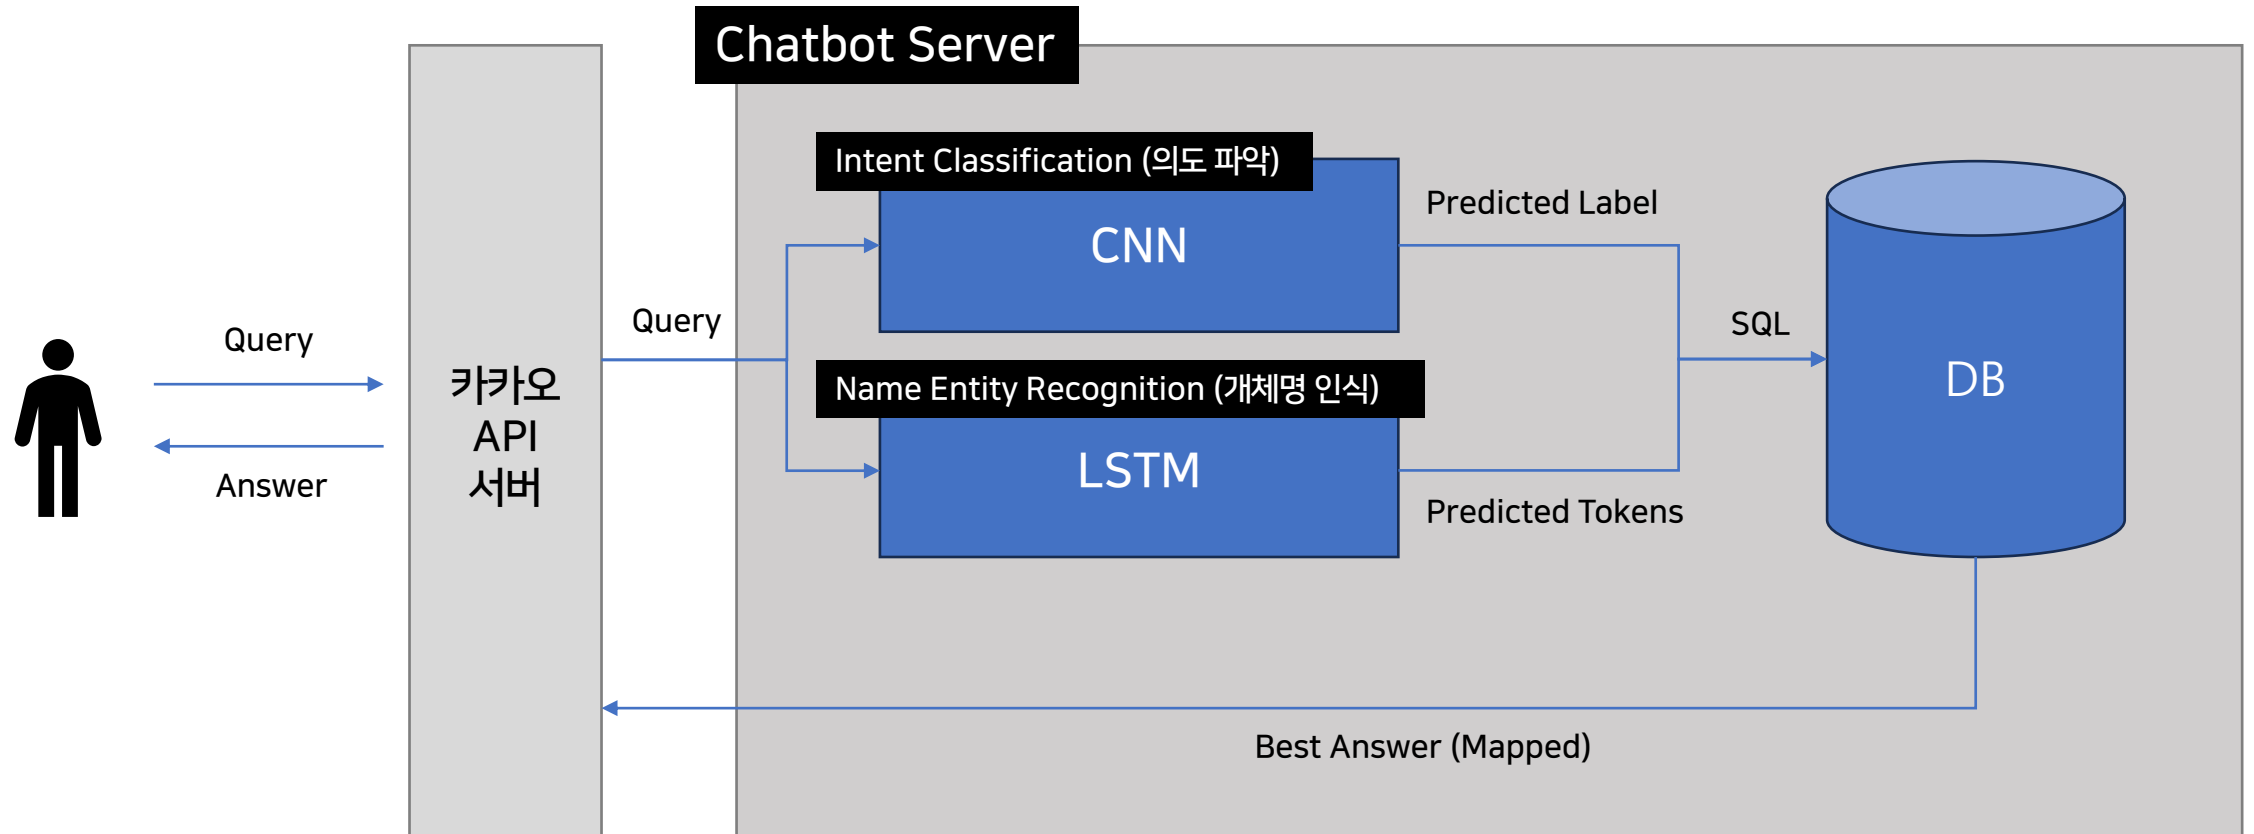 Chatbot Server
Intent Classification (의도 파악)
CNN
Predicted Label
Query
Answer
카카오
API
서버
Query
Name Entity Recognition (개체명 인식)
LSTM
Predicted Tokens
SQL
DB
Best Answer (Mapped)